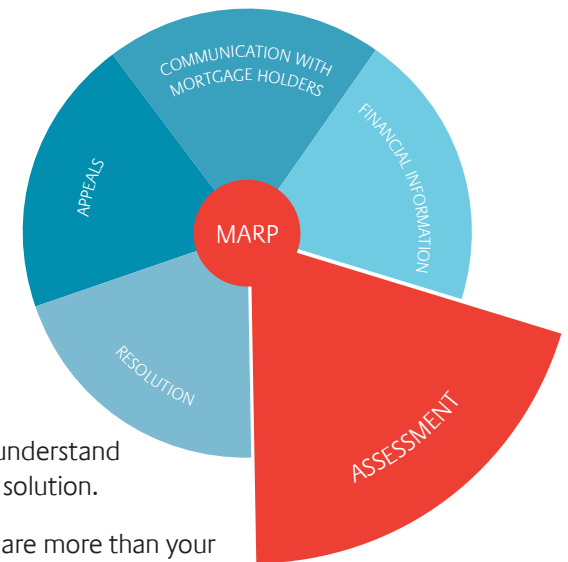 COMMUNICATION WITH
MORTGAGE HOLDERS
FINANCIAL INFORMATION
APPEALS
MARP
RESOLUTION
ASSESSMENT
understand
solution.
are more than your